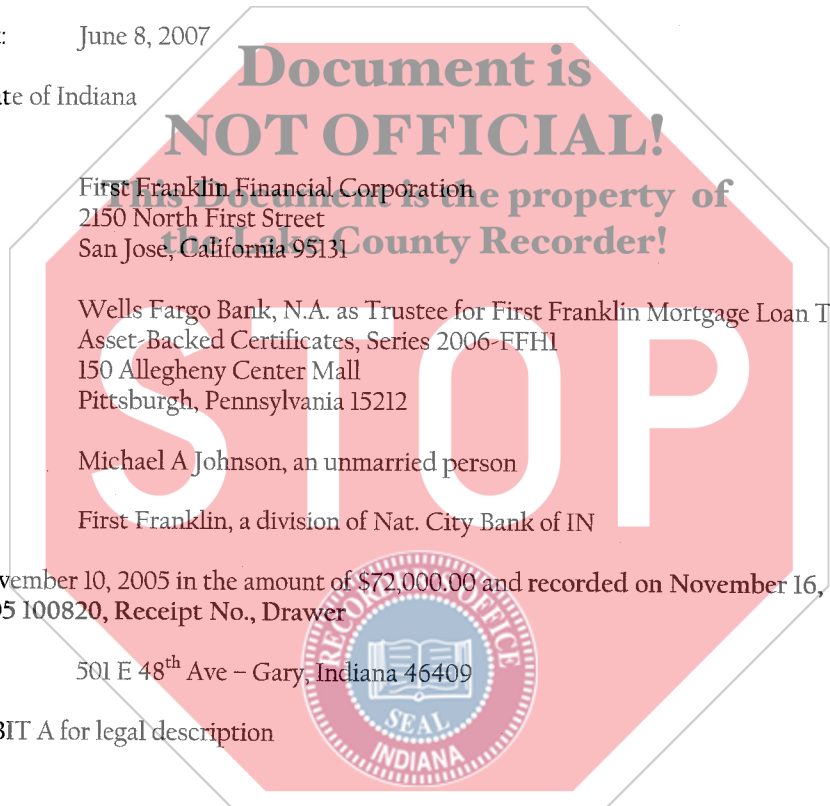 : June 8, 2007
Document is
te of Indiana
NOT OFFICIAL!
First Franklin Financial Corporation
This Document is the property of
2150 North First Street
the Lake County Recorder!
San Jose, California 95131
Wells Fargo Bank, N.A. as Trustee for First Franklin Mortgage Loan T
Asset-Backed Certificates, Series 2006-FFH1
150 Allegheny Center Mall
Pittsburgh, Pennsylvania 15212
STOP
Michael A Johnson, an unmarried person
First Franklin, a division of Nat. City Bank of IN
vember 10, 2005 in the amount of $72,000.00 and recorded on November 16,
5 100820, Receipt No., Drawer
RECORDER'S OFFICE
501 E 48th Ave – Gary, Indiana 46409
SEAL
BIT A for legal description
INDIANA